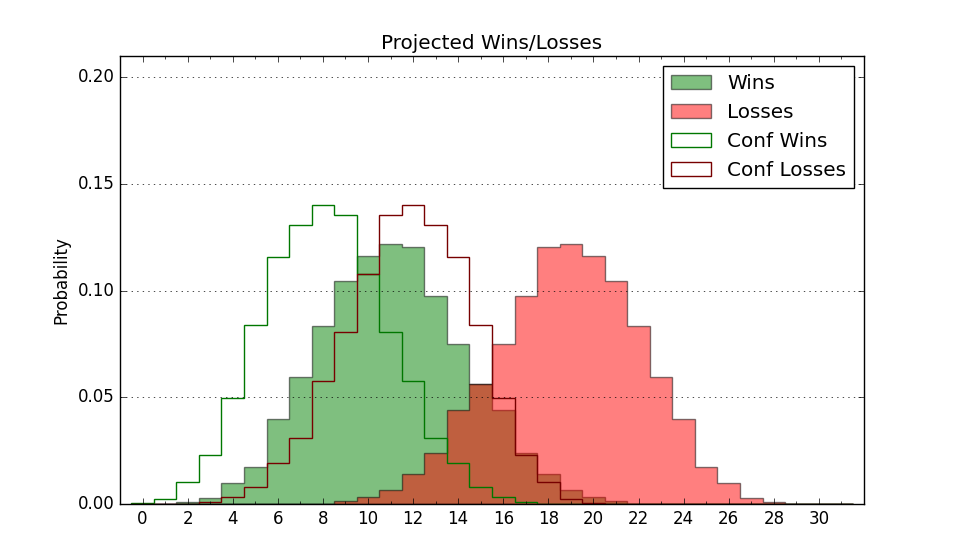 Projected Wins/Losses
0.20
0.15
0.10
0.05
0.00
Probability
Wins
Losses
Conf Wins
Conf Losses
0 2 4 6 8 10 12 14 16 18 20 22 24 26 28 30